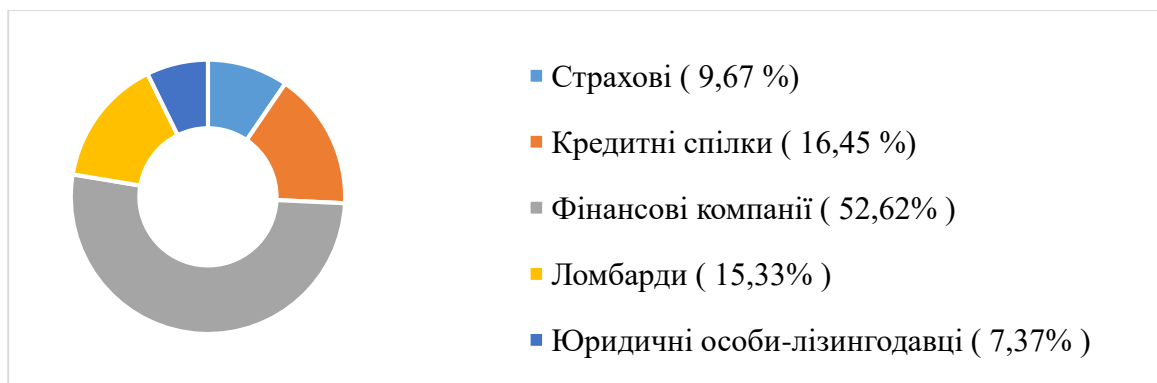 Страхові ( 9,67 %)
Кредитні спілки ( 16,45 %)
Фінансові компанії ( 52,62% )
Ломбарди ( 15,33% )
Юридичні особи-лізингодавці ( 7,37% )